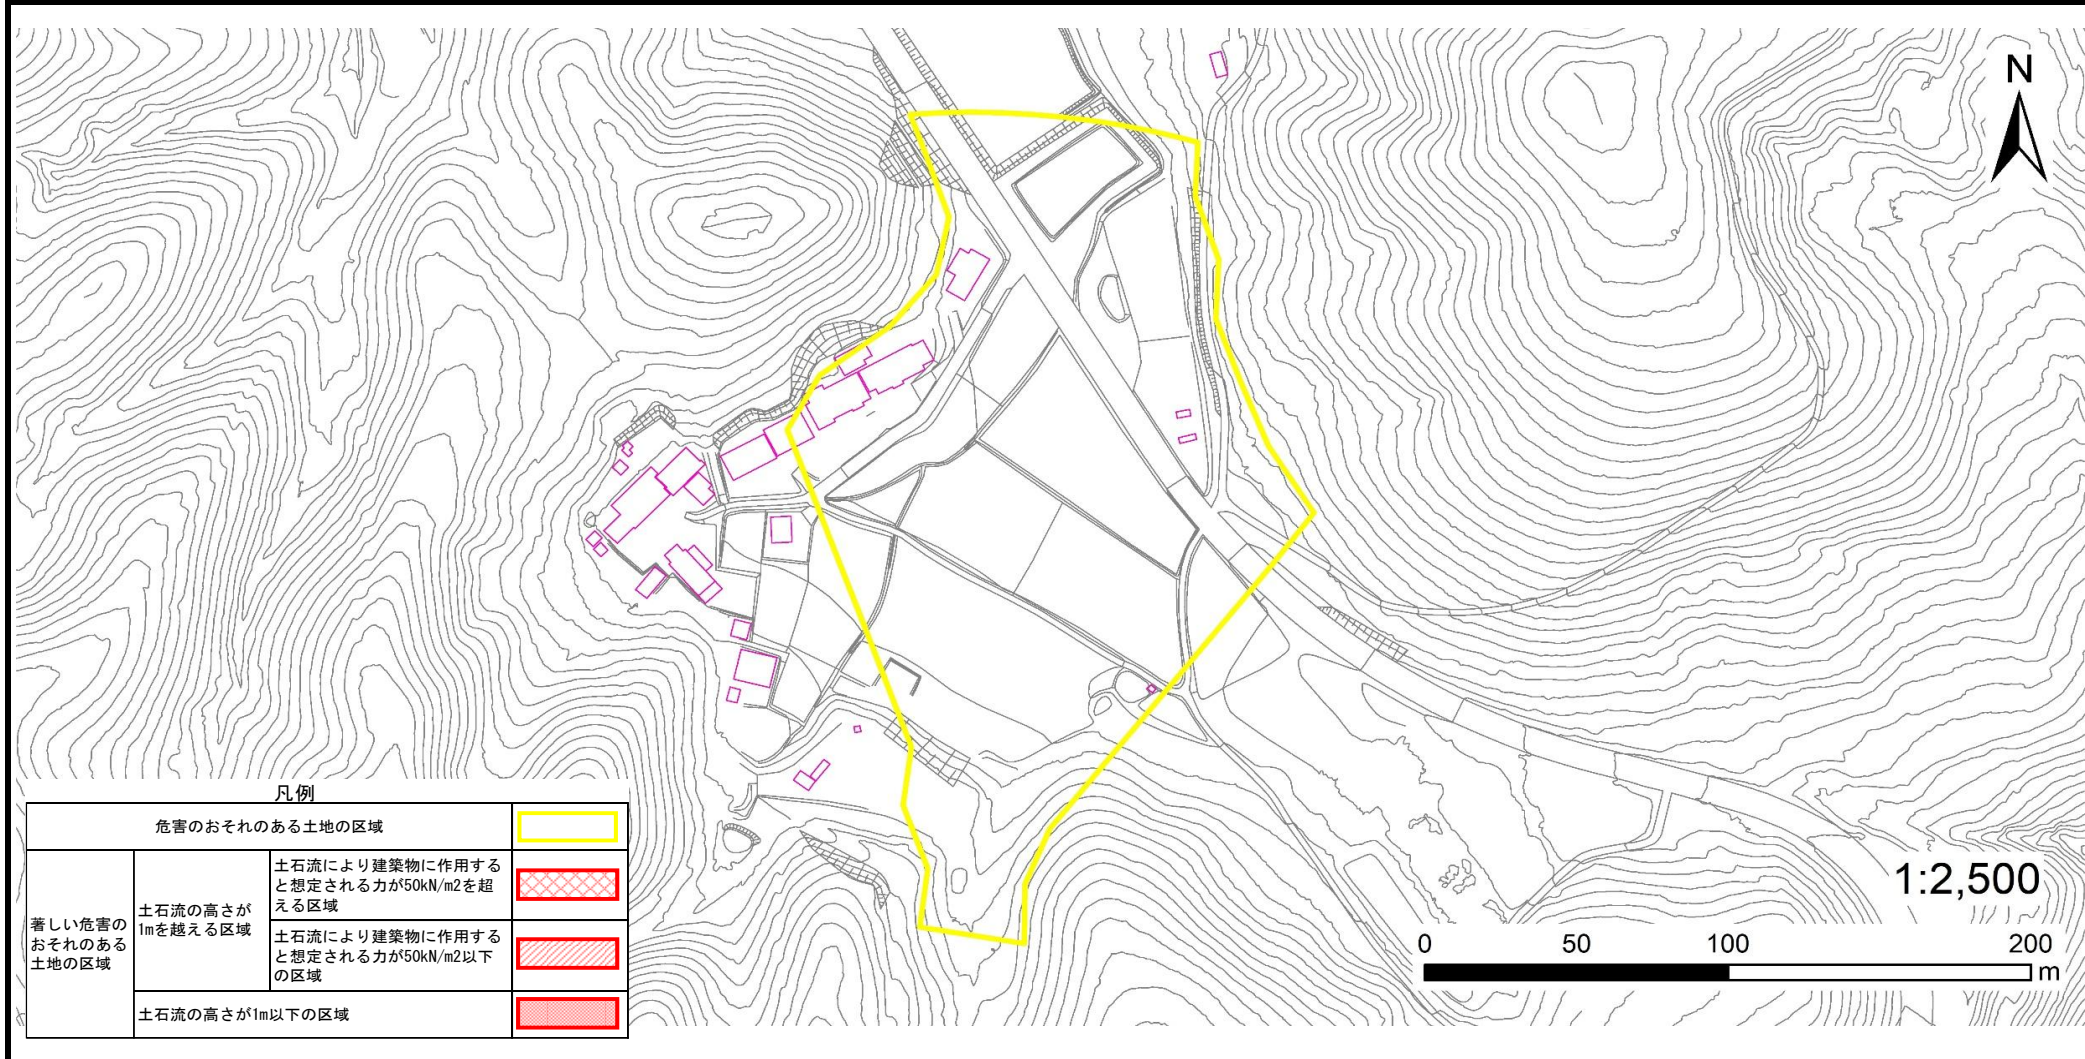 N
凡例
危害のおそれのある土地の区域
著しい危害の
おそれのある
土地の区域
土石流の高さが
1mを越える区域
土石流により建築物に作用する
と想定される力が50kN/m2を超
える区域
土石流により建築物に作用する
と想定される力が50kN/m2以下
の区域
土石流の高さが1m以下の区域
1:2,500
0 50 100 200
m